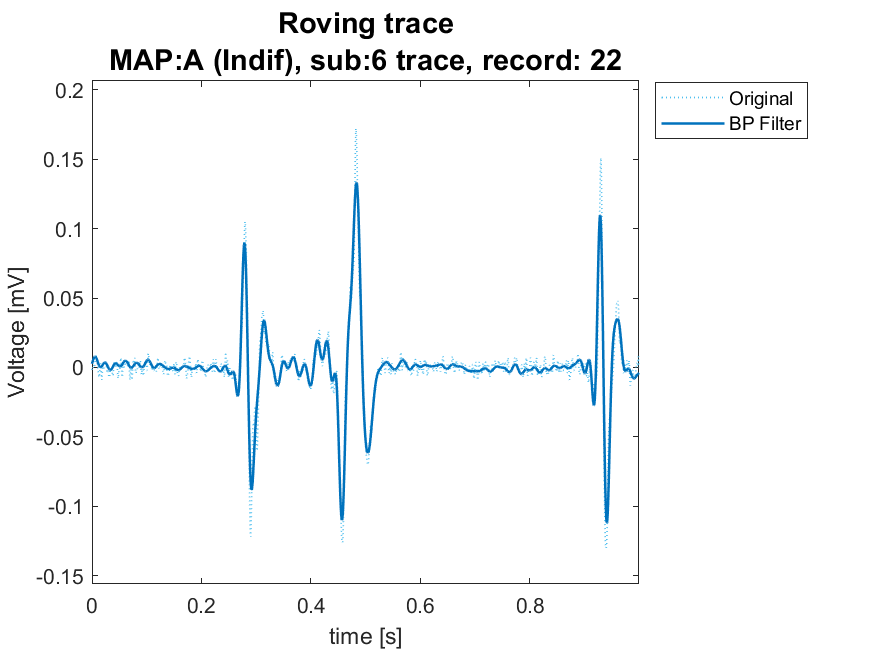 Roving trace
MAP:A (Indif), sub:6 trace, record: 22
Original
BP Filter
0.2
0.15
0.1
0.05
0
-0.05
-0.1
-0.15
Voltage [mV]
0
0.2
0.4
0.6
0.8
time [s]